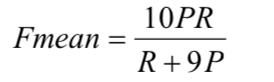 Fmean = 10PR / (R + 9P)